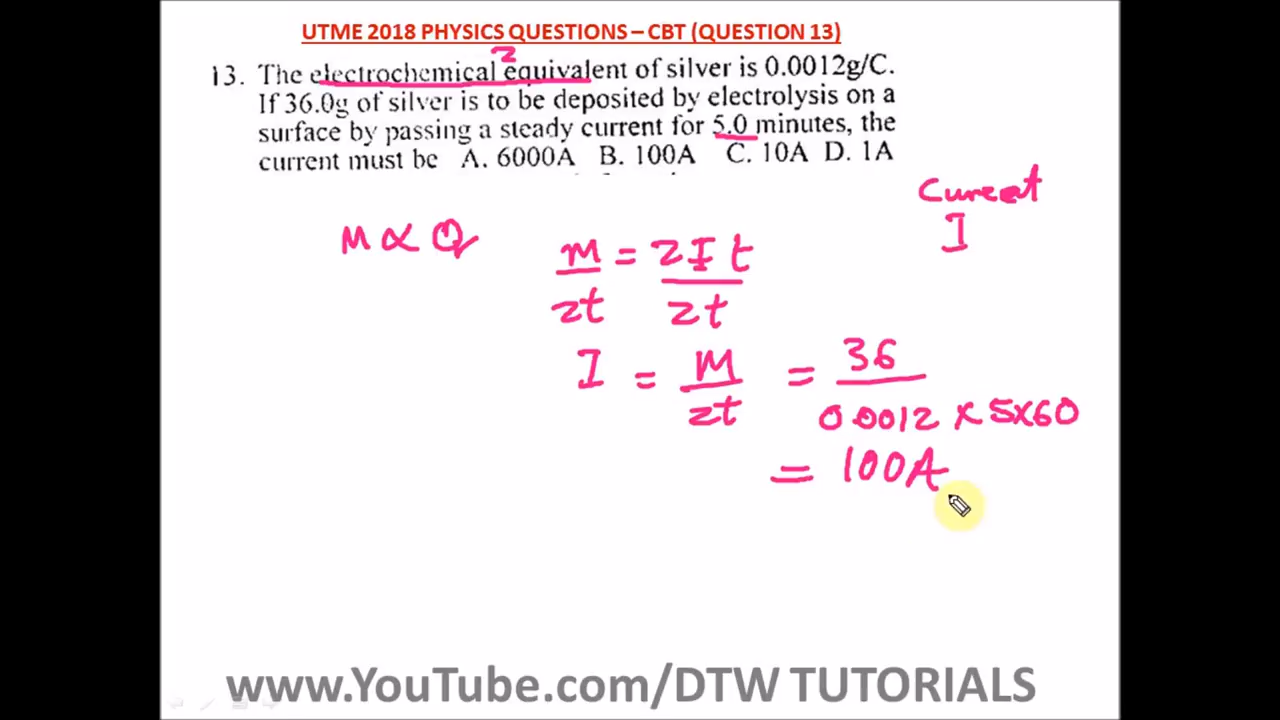 UTME 2018 PHYSICS QUESTIONS – CBT (QUESTION 13)
z
13. The electrochemical equivalent of silver is 0.0012g/C.
If 36.0g of silver is to be deposited by electrolysis on a
surface by passing a steady current for 5.0 minutes, the
current must be A. 6000A B. 100A C. 10A D. 1A
Current
I
M ∝ Q
m = zIt
zt zt
I = M = 36
zt 0.0012 × 5×60
= 100A
www.YouTube.com/DTW TUTORIALS